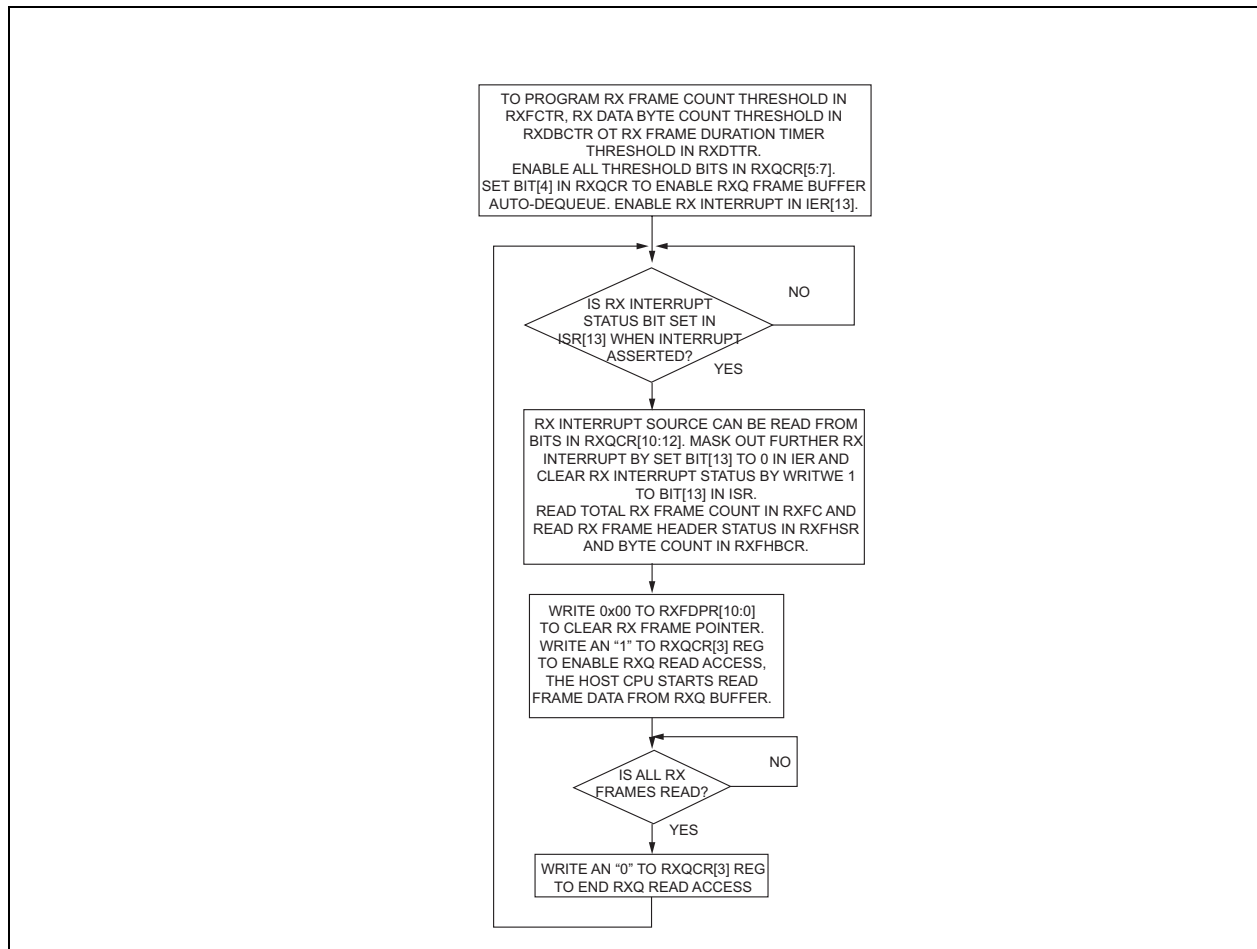 TO PROGRAM RX FRAME COUNT THRESHOLD IN
RXFCTR, RX DATA BYTE COUNT THRESHOLD IN
RXDBCTR OT RX FRAME DURATION TIMER
THRESHOLD IN RXDTTR.
ENABLE ALL THRESHOLD BITS IN RXQCR[5:7].
SET BIT[4] IN RXQCR TO ENABLE RXQ FRAME BUFFER
AUTO-DEQUEUE. ENABLE RX INTERRUPT IN IER[13].
NO
IS RX INTERRUPT
STATUS BIT SET IN
ISR[13] WHEN INTERRUPT
ASSERTED?
YES
RX INTERRUPT SOURCE CAN BE READ FROM
BITS IN RXQCR[10:12]. MASK OUT FURTHER RX
INTERRUPT BY SET BIT[13] TO 0 IN IER AND
CLEAR RX INTERRUPT STATUS BY WRITWE 1
TO BIT[13] IN ISR.
READ TOTAL RX FRAME COUNT IN RXFC AND
READ RX FRAME HEADER STATUS IN RXFHSR
AND BYTE COUNT IN RXFHBCR.
WRITE 0x00 TO RXFDPR[10:0]
TO CLEAR RX FRAME POINTER.
WRITE AN “1” TO RXQCR[3] REG
TO ENABLE RXQ READ ACCESS,
THE HOST CPU STARTS READ
FRAME DATA FROM RXQ BUFFER.
NO
IS ALL RX
FRAMES READ?
YES
WRITE AN “0” TO RXQCR[3] REG
TO END RXQ READ ACCESS